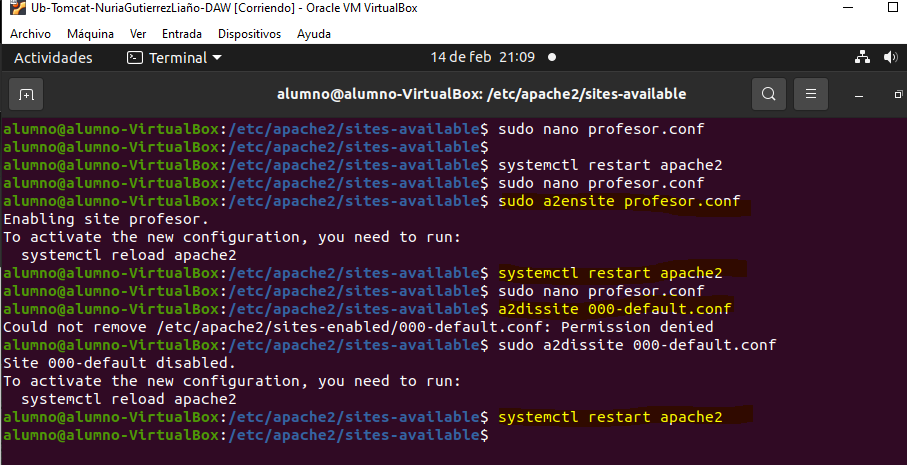 Ub-Tomcat-NuriaGutierrezLiaño-DAW [Corriendo] - Oracle VM VirtualBox
Archivo Máquina Ver Entrada Dispositivos Ayuda
Actividades Terminal 14 de feb 21:09
alumno@alumno-VirtualBox: /etc/apache2/sites-available
alumno@alumno-VirtualBox:/etc/apache2/sites-available$ sudo nano profesor.conf
alumno@alumno-VirtualBox:/etc/apache2/sites-available$
alumno@alumno-VirtualBox:/etc/apache2/sites-available$ systemctl restart apache2
alumno@alumno-VirtualBox:/etc/apache2/sites-available$ sudo nano profesor.conf
alumno@alumno-VirtualBox:/etc/apache2/sites-available$ sudo a2ensite profesor.conf
Enabling site profesor.
To activate the new configuration, you need to run:
  systemctl reload apache2
alumno@alumno-VirtualBox:/etc/apache2/sites-available$ systemctl restart apache2
alumno@alumno-VirtualBox:/etc/apache2/sites-available$ sudo nano profesor.conf
alumno@alumno-VirtualBox:/etc/apache2/sites-available$ a2dissite 000-default.conf
Could not remove /etc/apache2/sites-enabled/000-default.conf: Permission denied
alumno@alumno-VirtualBox:/etc/apache2/sites-available$ sudo a2dissite 000-default.conf
Site 000-default disabled.
To activate the new configuration, you need to run:
  systemctl reload apache2
alumno@alumno-VirtualBox:/etc/apache2/sites-available$ systemctl restart apache2
alumno@alumno-VirtualBox:/etc/apache2/sites-available$